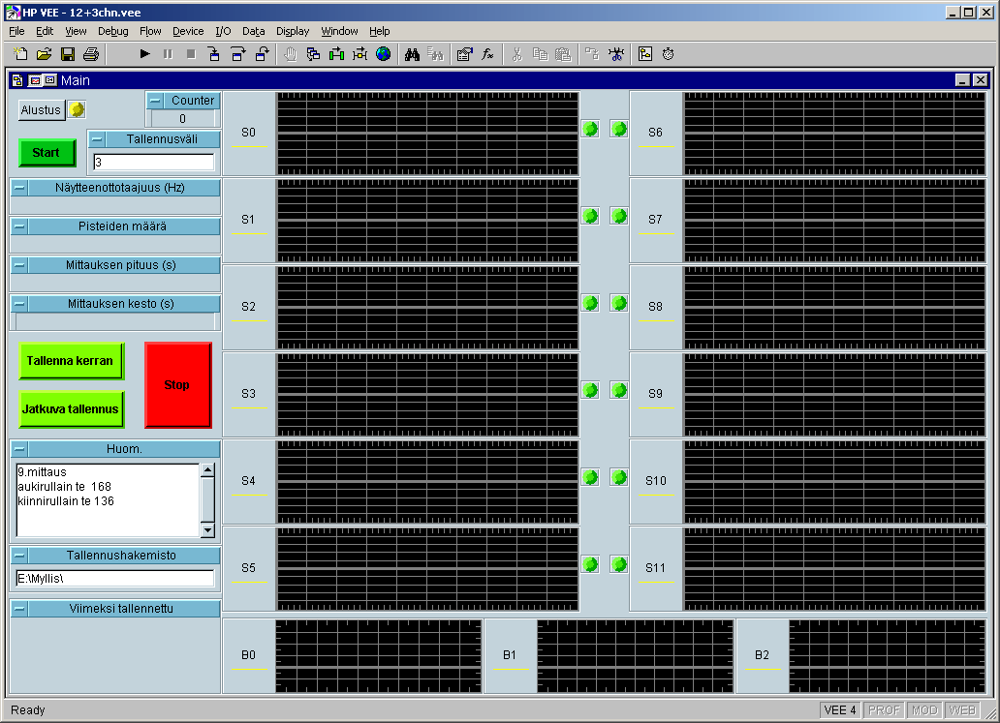 HP VEE - 12+3chn.vee
File Edit View Debug Flow Device I/O Data Display Window Help
Main
Alustus
Counter
0
Start
Tallennusväli
3
Näytteenottotaajuus (Hz)
Pisteiden määrä
Mittauksen pituus (s)
Mittauksen kesto (s)
Tallenna kerran
Jatkuva tallennus
Stop
Huom.
9.mittaus
aukirullain te 168
kiinnirullain te 136
Tallennushakemisto
E:\Myllis\
Viimeksi tallennettu
S0
S1
S2
S3
S4
S5
S6
S7
S8
S9
S10
S11
B0
B1
B2
Ready
VEE 4 PROF MOD WEB